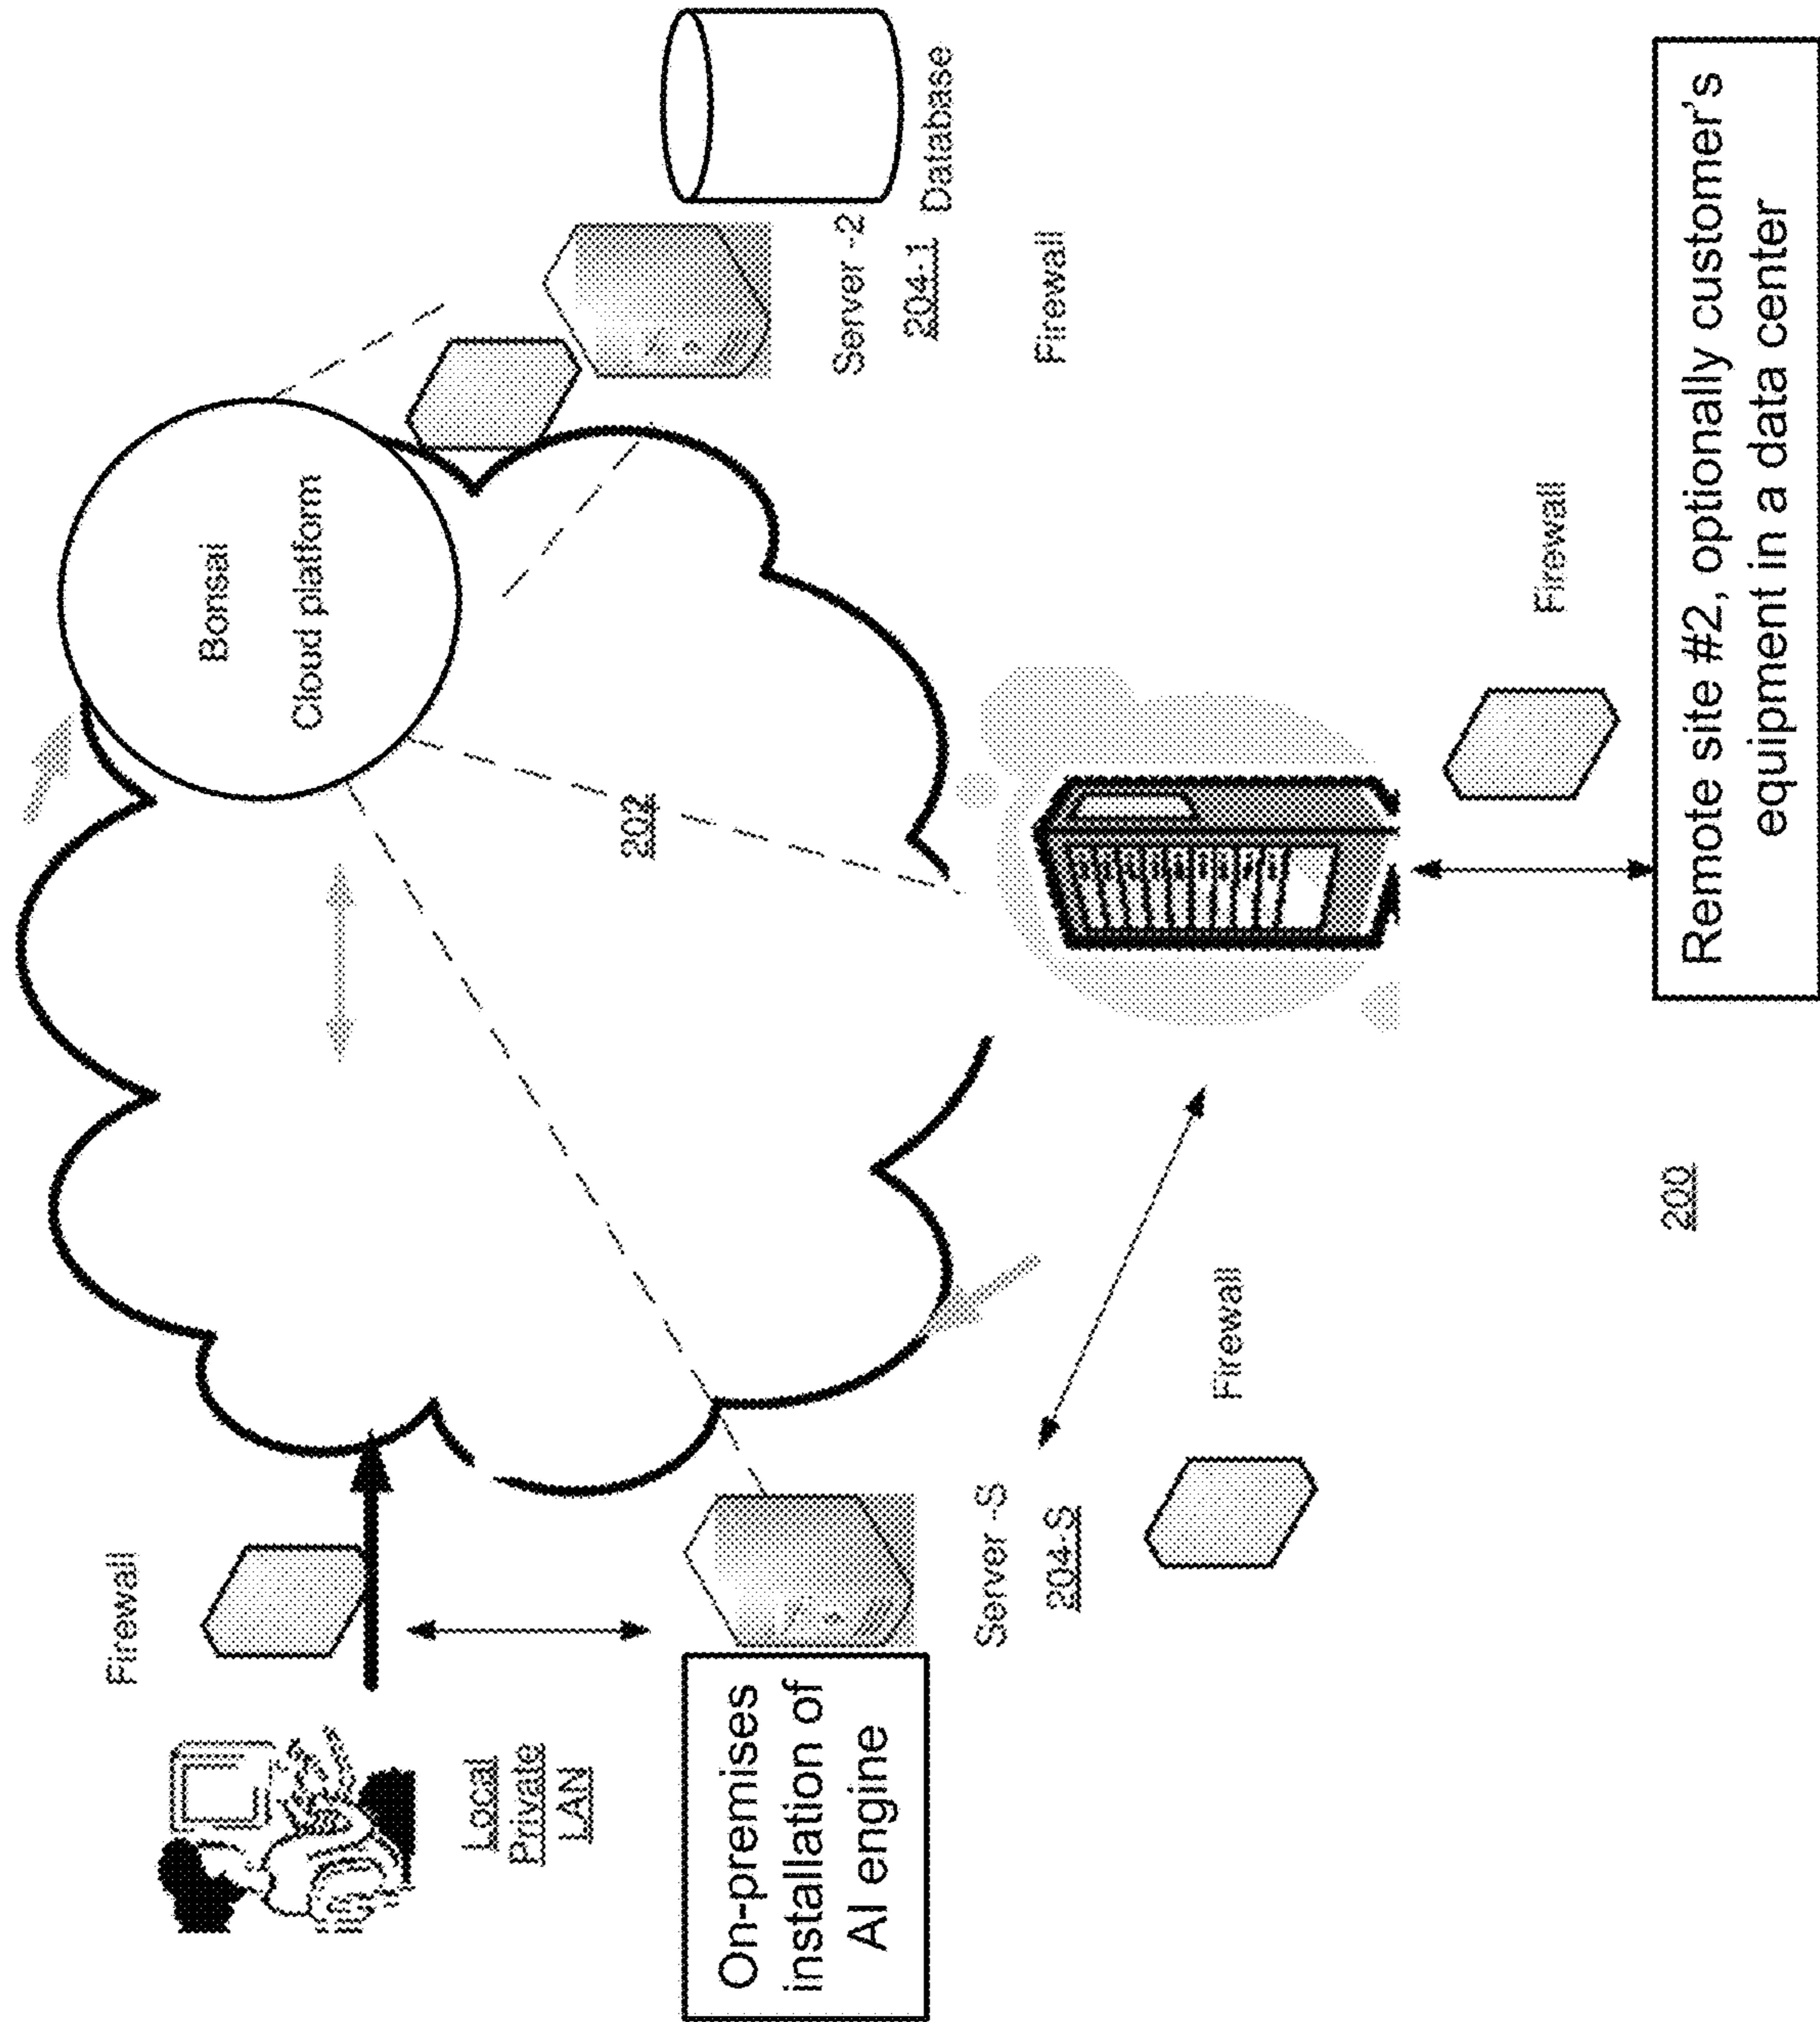 Firewall
Local
Private
LAN
On-premises
installation of
AI engine
Server -S
204-S
Firewall
202
Bonsai
Cloud platform
Server -2
204-1
Database
Firewall
Firewall
Remote site #2, optionally customer's
equipment in a data center
200